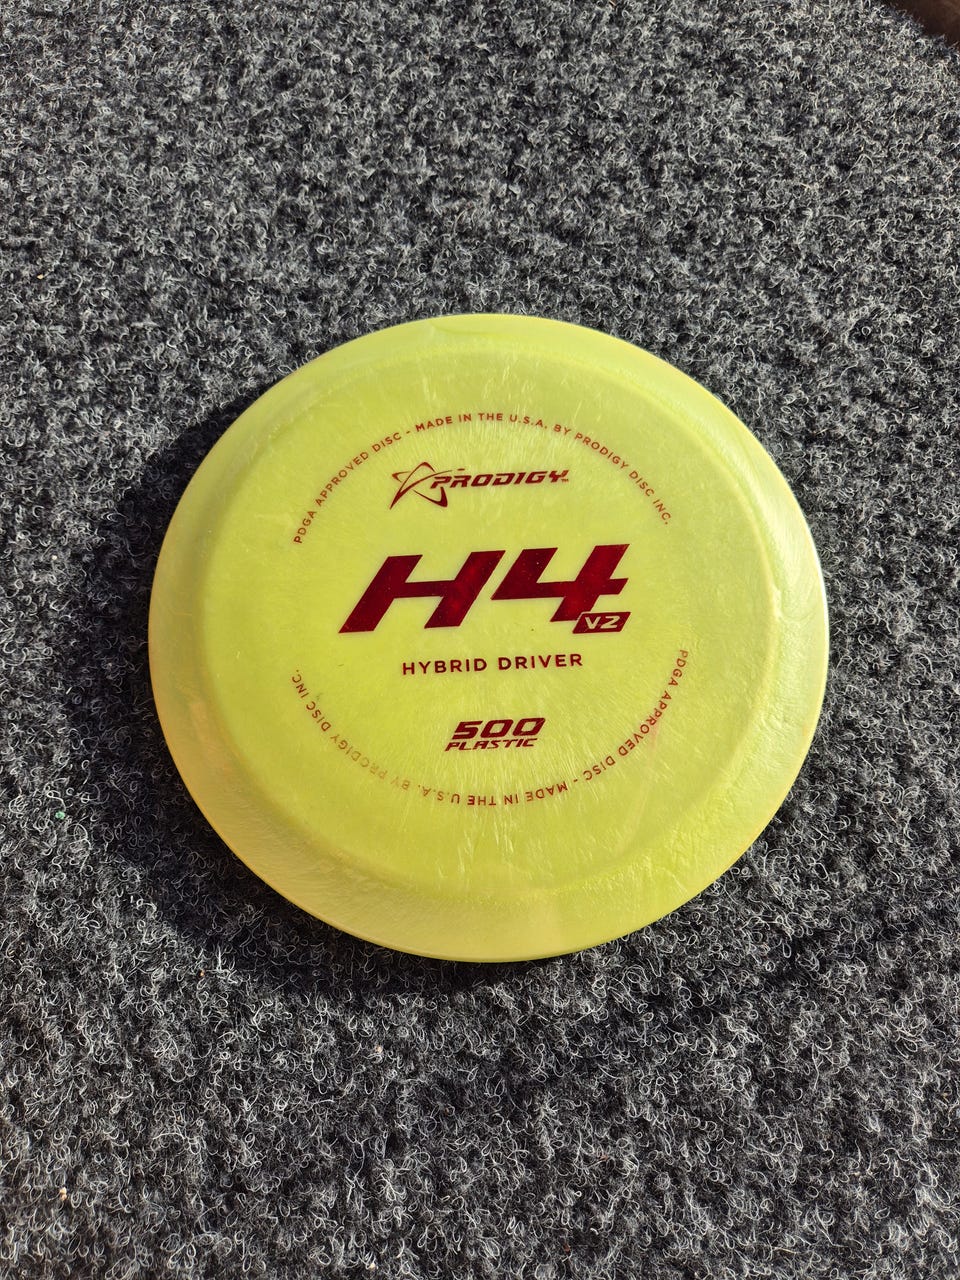 PDGA APPROVED DISC - MADE IN THE U.S.A. BY PRODIGY DISC INC.
PRODIGY™
H4
V2
HYBRID DRIVER
500
PLASTIC
PDGA APPROVED DISC - MADE IN THE U.S.A. BY PRODIGY DISC INC.